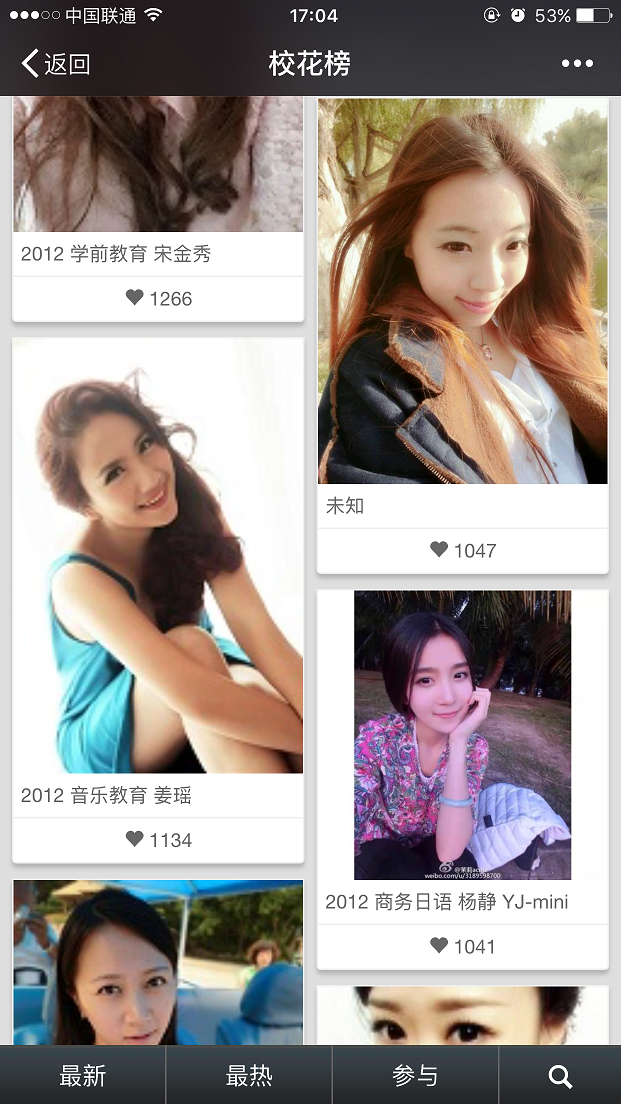 中国联通 17:04 53%
返回 校花榜
2012 学前教育 宋金秀
1266
未知
1047
2012 音乐教育 姜瑶
1134
weibo.com/u/3189598700
2012 商务日语 杨静 YJ-mini
1041
最新 最热 参与